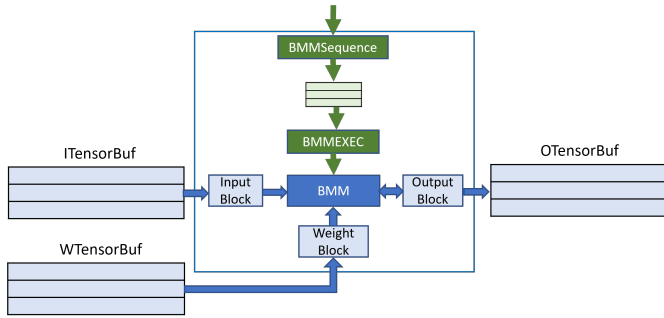 BMMSequence
BMMEXEC
ITensorBuf
OTensorBuf
Input
Block
BMM
Output
Block
Weight
Block
WTensorBuf